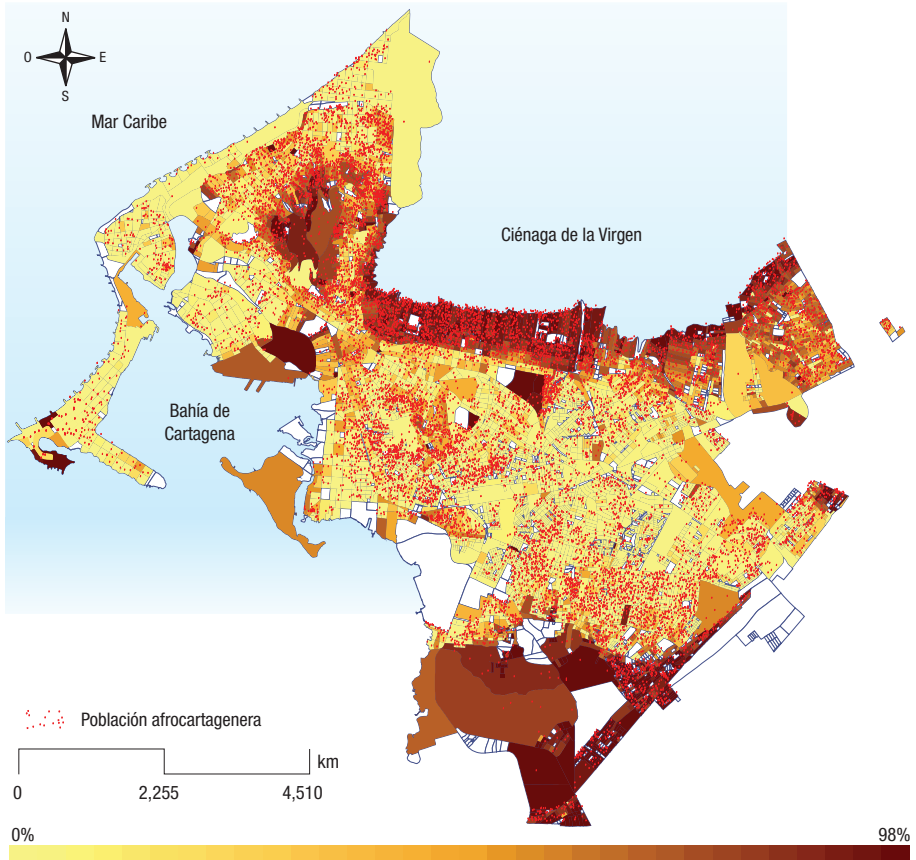 N
O
E
S
Mar Caribe
Ciénaga de la Virgen
Bahía de
Cartagena
Población afrocartagenera
km
0
2,255
4,510
0%
98%